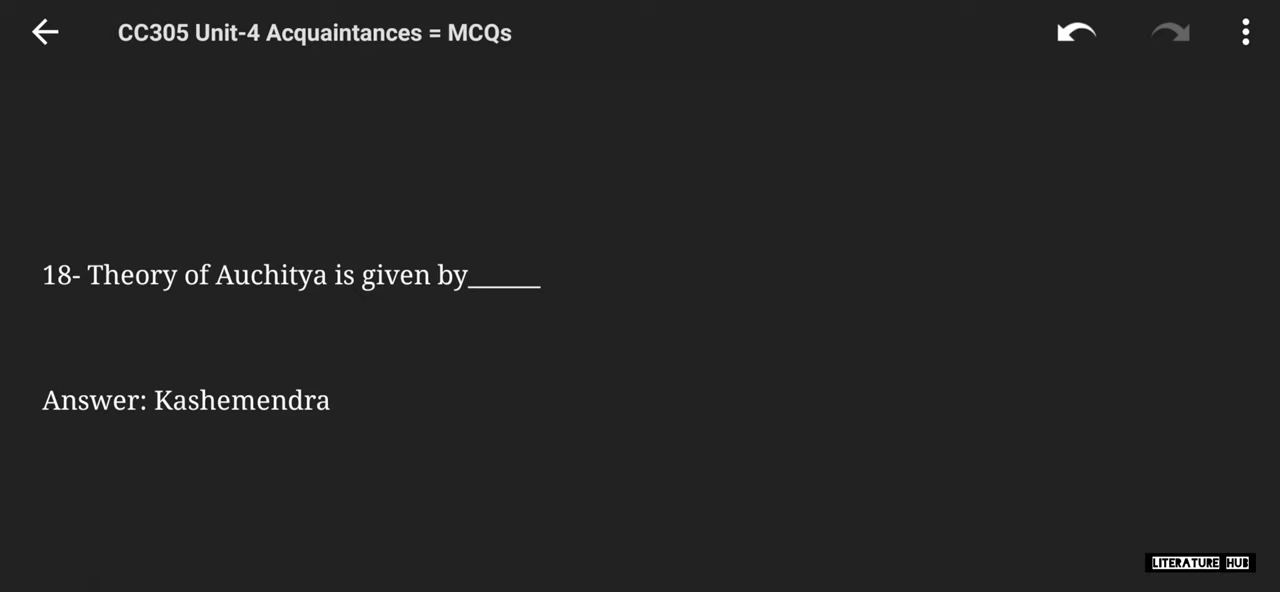 CC305 Unit-4 Acquaintances = MCQs
18- Theory of Auchitya is given by______
Answer: Kashemendra
LITERATURE HUB